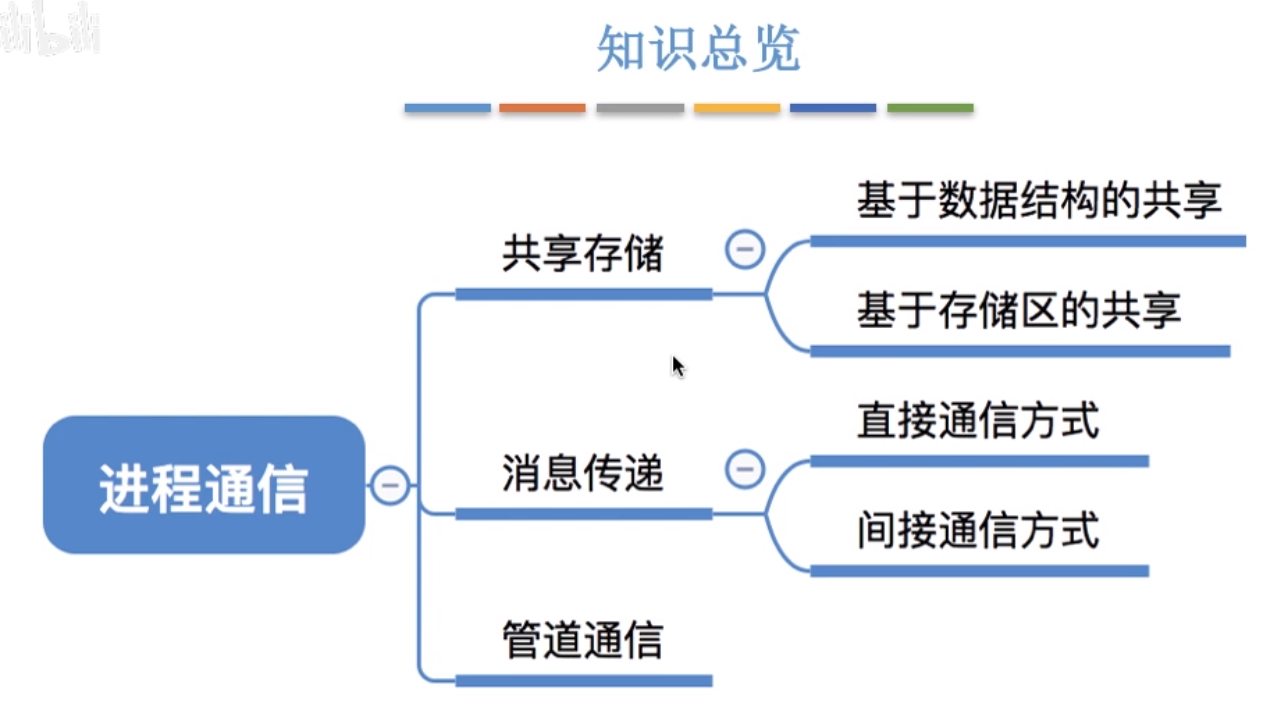 知识总览
基于数据结构的共享
共享存储
基于存储区的共享
直接通信方式
消息传递
进程通信
间接通信方式
管道通信